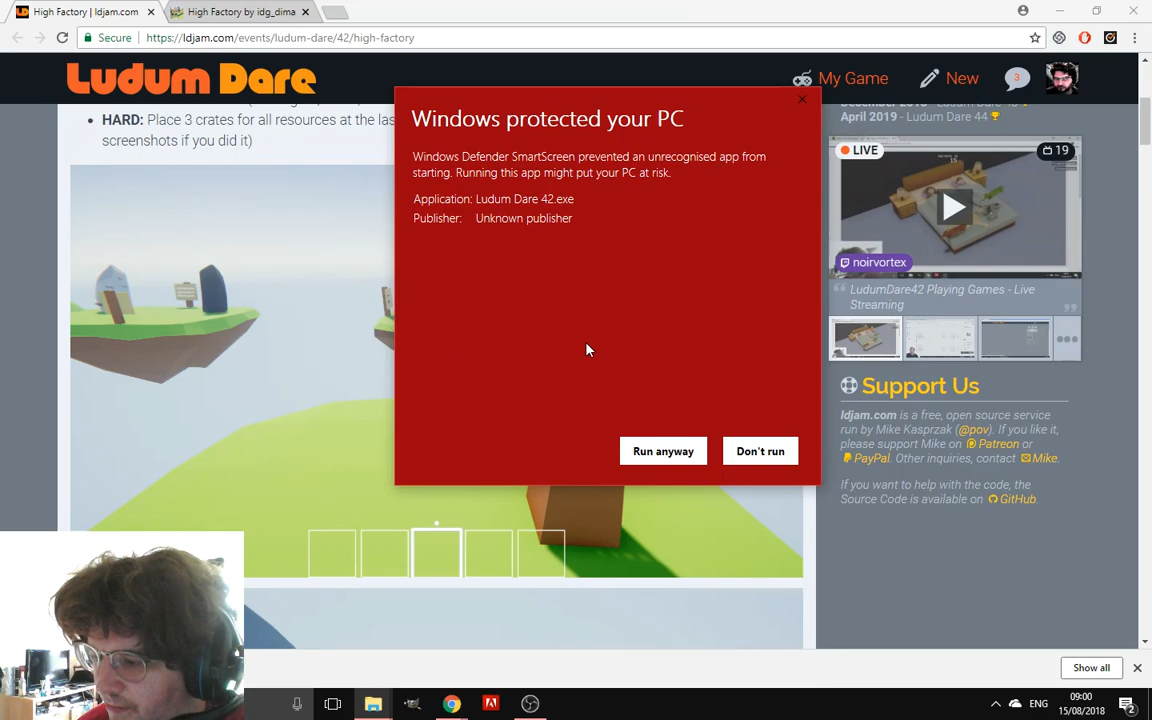 High Factory | ldjam.com
High Factory by idg_dima
Secure
https://ldjam.com/events/ludum-dare/42/high-factory
LUDUM DARE
My Game
New
3
HARD: Place 3 crates for all resources at the las
screenshots if you did it)
April 2019 - Ludum Dare 44
LIVE
19
noirvortex
LudumDare42 Playing Games - Live
Streaming
Support Us
ldjam.com is a free, open source service
run by Mike Kasprzak (@pov). If you like it,
please support Mike on Patreon or
PayPal. Other inquiries, contact Mike.
If you want to help with the code, the
Source Code is available on GitHub.
Windows protected your PC
Windows Defender SmartScreen prevented an unrecognised app from
starting. Running this app might put your PC at risk.
Application: Ludum Dare 42.exe
Publisher: Unknown publisher
Run anyway
Don't run
Show all
ENG
09:00
15/08/2018
2